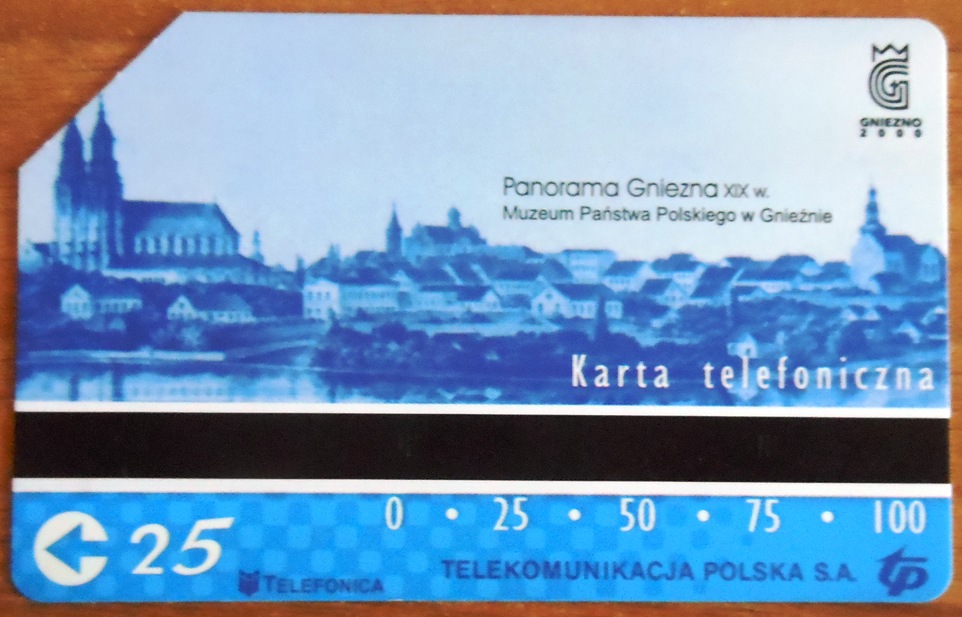 GNIEZNO
2000
Panorama Gniezna XIX w.
Muzeum Państwa Polskiego w Gnieźnie
Karta telefoniczna
0 • 25 • 50 • 75 • 100
25
TELEFONICA
TELEKOMUNIKACJA POLSKA S.A.
tp